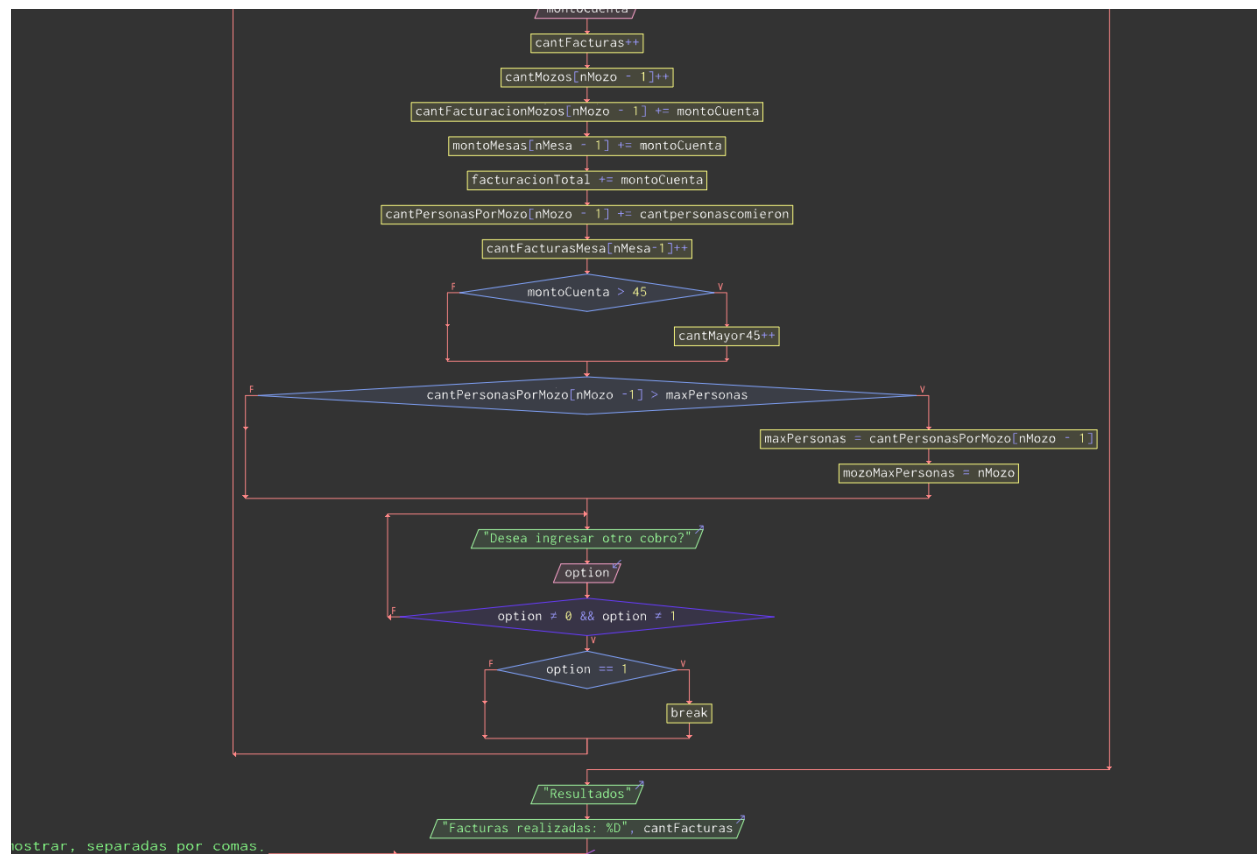 montoCuenta
cantFacturas++
cantMozos[nMozo - 1]++
cantFacturacionMozos[nMozo - 1] += montoCuenta
montoMesas[nMesa - 1] += montoCuenta
facturacionTotal += montoCuenta
cantPersonasPorMozo[nMozo - 1] += cantpersonascomieron
cantFacturasMesa[nMesa-1]++
F montoCuenta > 45 V
cantMayor45++
F cantPersonasPorMozo[nMozo -1] > maxPersonas V
maxPersonas = cantPersonasPorMozo[nMozo - 1]
mozoMaxPersonas = nMozo
"Desea ingresar otro cobro?"
option
F option ≠ 0 && option ≠ 1
V
F option == 1 V
break
"Resultados"
"Facturas realizadas: %D", cantFacturas
ostrar, separadas por comas.